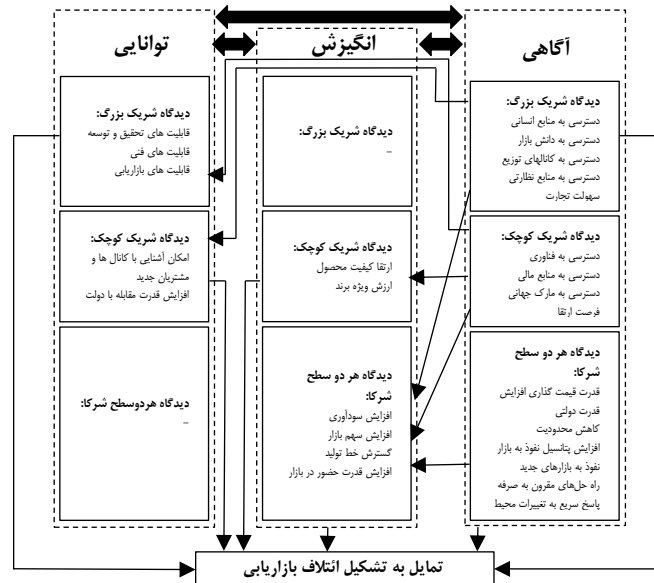 آگاهی
دیدگاه شریک بزرگ:
دسترسی به منابع انسانی
دسترسی به دانش بازار
دسترسی به کانالهای توزیع
دسترسی به منابع نظارتی
سهولت تجارت
دیدگاه شریک کوچک:
دسترسی به فناوری
دسترسی به منابع مالی
دسترسی به مارک جهانی
فرصت ارتقا
دیدگاه هر دو سطح
شرکا:
قدرت قیمت گذاری افزایش
قدرت دولتی
کاهش محدودیت
افزایش پتانسیل نفوذ به بازار
نفوذ به بازارهای جدید
راه حل‌های مقرون به صرفه
پاسخ سریع به تغییرات محیط
انگیزش
دیدگاه شریک بزرگ:
–
دیدگاه شریک کوچک:
ارتقا کیفیت محصول
ارزش ویژه برند
دیدگاه هر دو سطح
شرکا:
افزایش سودآوری
افزایش سهم بازار
گسترش خط تولید
افزایش قدرت حضور در بازار
توانایی
دیدگاه شریک بزرگ:
قابلیت های تحقیق و توسعه
قابلیت های فنی
قابلیت های بازاریابی
دیدگاه شریک کوچک:
امکان آشنایی با کانال ها و
مشتریان جدید
افزایش قدرت مقابله با دولت
دیدگاه هردوسطح شرکا:
–
تمایل به تشکیل ائتلاف بازاریابی